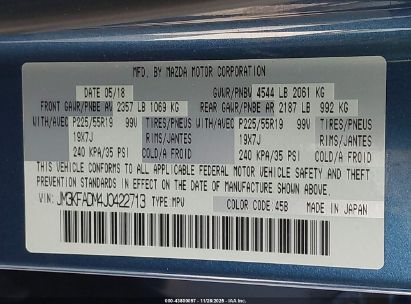 MFD. BY MAZDA MOTOR CORPORATION
DATE 05/18 GVWR/PNBV 4544 LB 2061 KG
FRONT GAWR/PNBE AV 2357 LB 1069 KG REAR GAWR/PNBE AR 2187 LB 992 KG
WITH/AVEC P225/55R19 99V TIRES/PNEUS WITH/AVEC P225/55R19 99V TIRES/PNEUS
19X7J RIMS/JANTES 19X7J RIMS/JANTES
240 KPA/35 PSI COLD/A FROID 240 KPA/35 PSI COLD/A FROID
THIS VEHICLE CONFORMS TO ALL APPLICABLE FEDERAL MOTOR VEHICLE SAFETY AND THEFT
PREVENTION STANDARDS IN EFFECT ON THE DATE OF MANUFACTURE SHOWN ABOVE.
VIN: JM3KFADM4J0422713 TYPE MPV COLOR CODE:45B MADE IN JAPAN